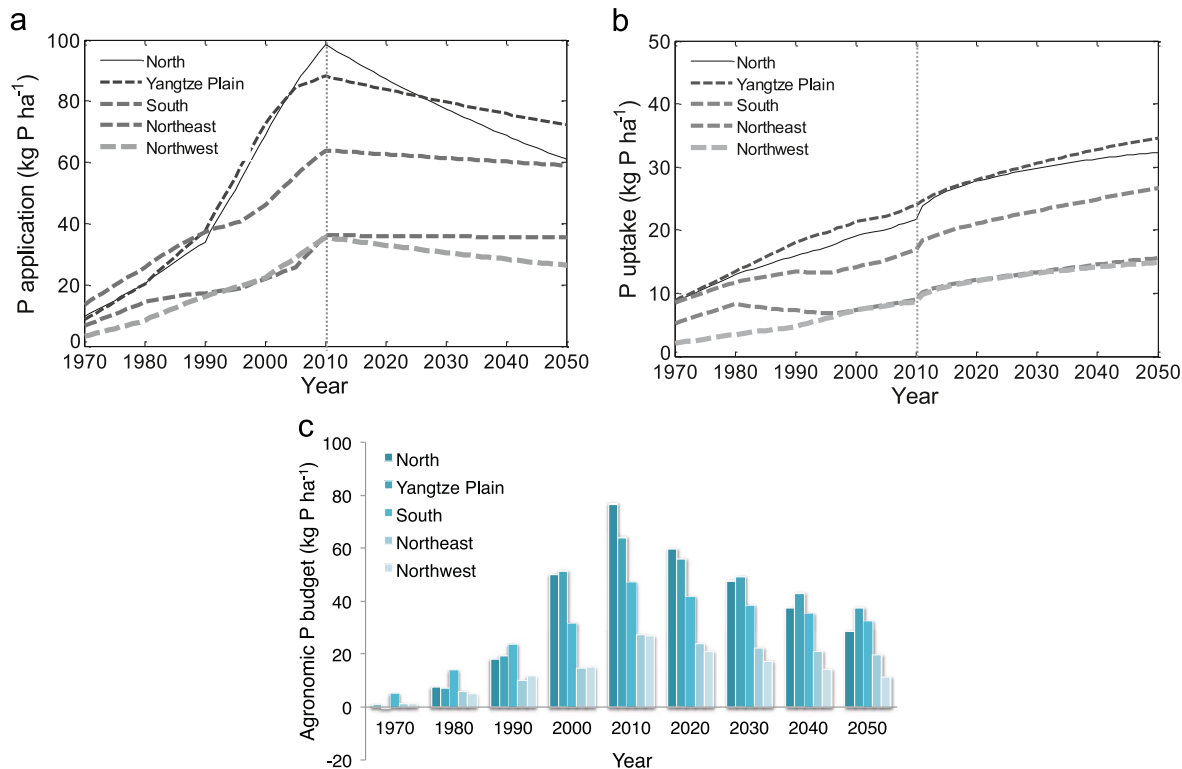 a
100
80
60
40
20
0
P application (kg P ha⁻¹)
North
Yangtze Plain
South
Northeast
Northwest
1970 1980 1990 2000 2010 2020 2030 2040 2050
Year
b
50
40
30
20
10
0
P uptake (kg P ha⁻¹)
North
Yangtze Plain
South
Northeast
Northwest
1970 1980 1990 2000 2010 2020 2030 2040 2050
Year
c
100
80
60
40
20
0
-20
Agronomic P budget (kg P ha⁻¹)
North
Yangtze Plain
South
Northeast
Northwest
1970 1980 1990 2000 2010 2020 2030 2040 2050
Year